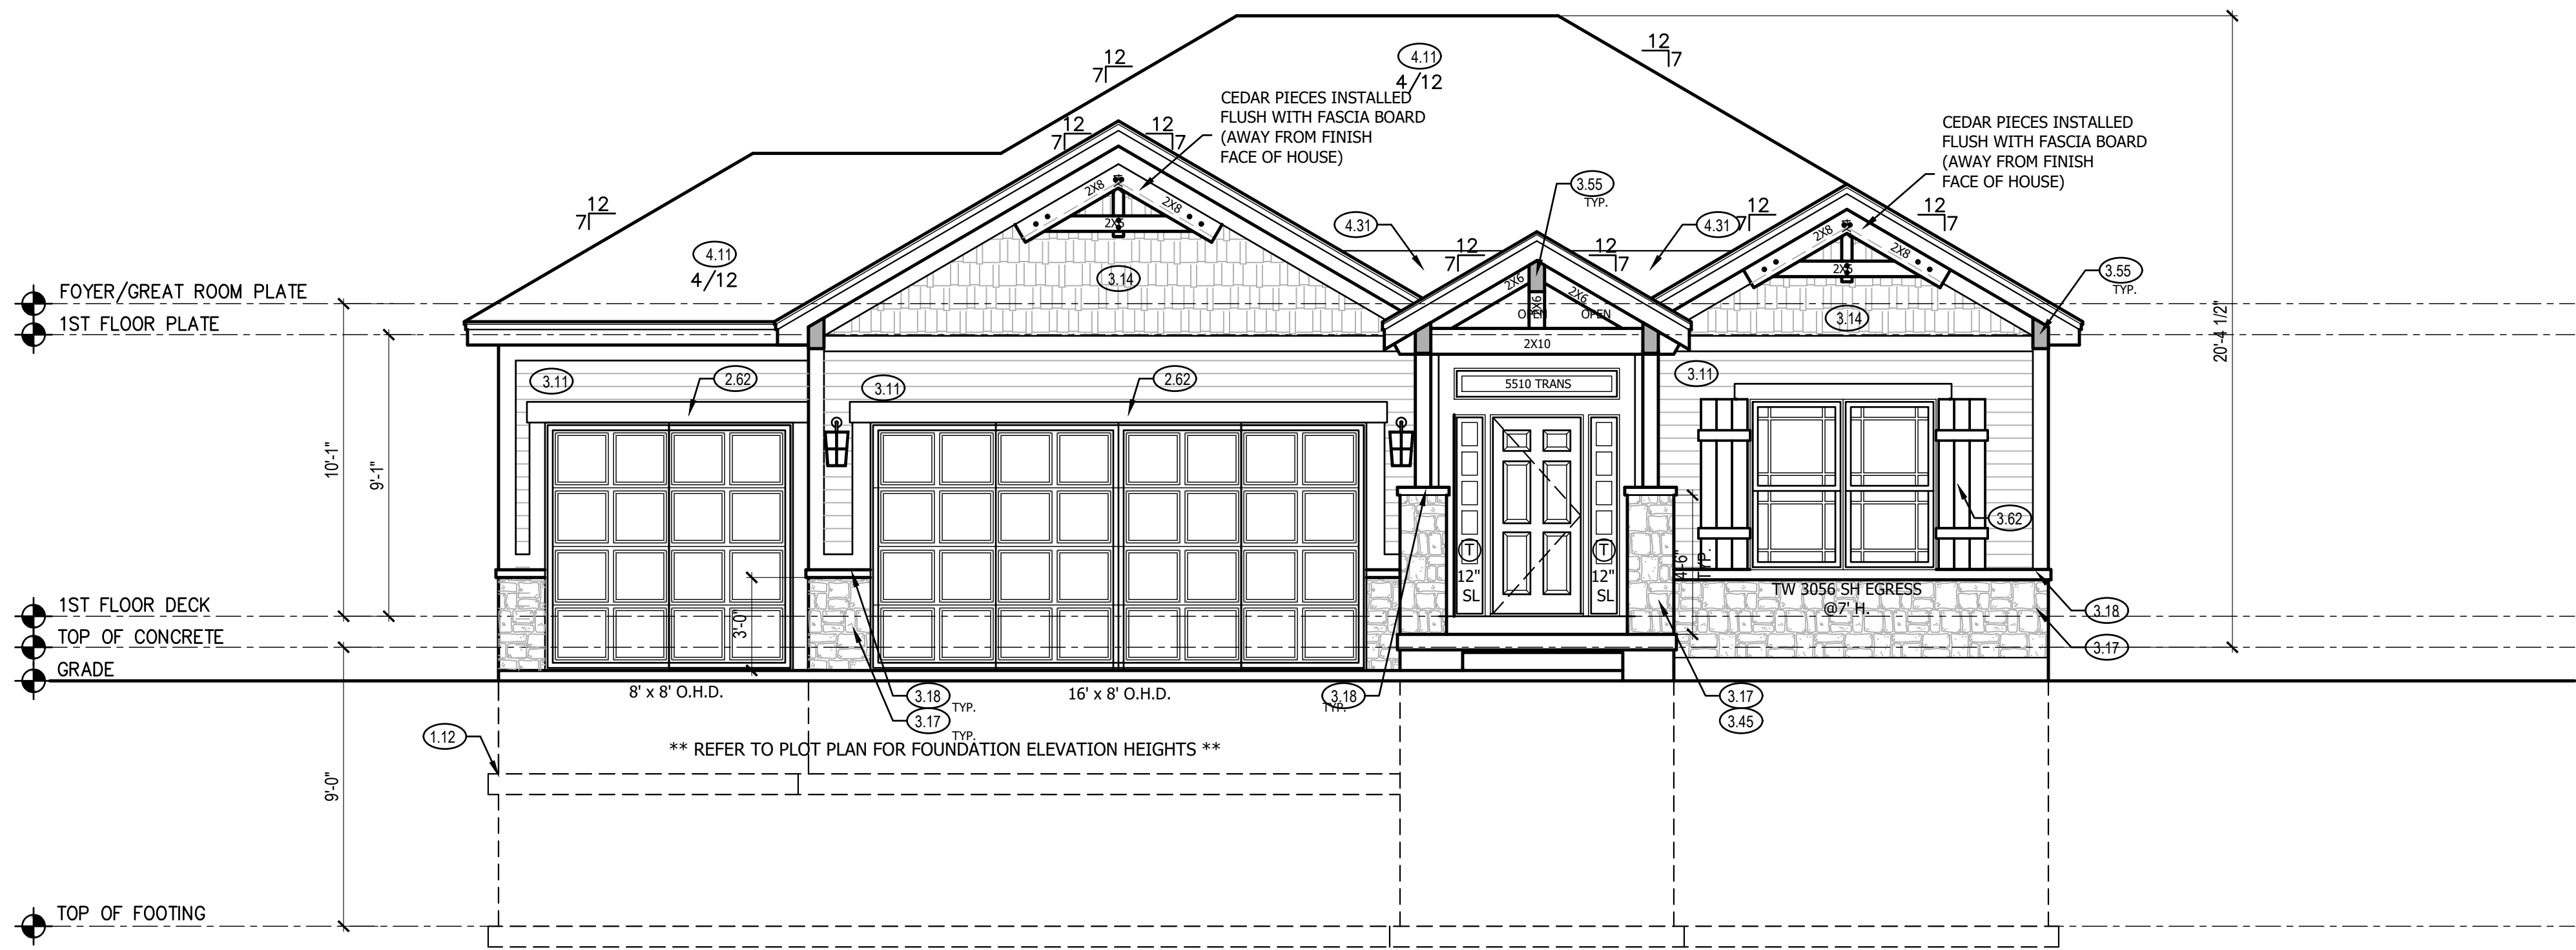 12
7
12
7
4.11
4/12
CEDAR PIECES INSTALLED
FLUSH WITH FASCIA BOARD
(AWAY FROM FINISH
FACE OF HOUSE)
CEDAR PIECES INSTALLED
FLUSH WITH FASCIA BOARD
(AWAY FROM FINISH
FACE OF HOUSE)
12
7
12
7
2X8
2X8
2X6
3.55
TYP.
12
7
4.31
4.31
12
7
12
7
2X8
2X8
2X6
4.11
4/12
3.14
12
7
12
7
3.55
TYP.
FOYER/GREAT ROOM PLATE
1ST FLOOR PLATE
2X6
2X6
2X6
OPEN
OPEN
2X10
3.14
20'-4 1/2"
3.11
2.62
3.11
2.62
5510 TRANS
3.11
10'-1"
9'-1"
3.62
T
12"
SL
T
12"
SL
4'-6"
TYP.
TW 3056 SH EGRESS
@7' H.
3.18
3.17
1ST FLOOR DECK
TOP OF CONCRETE
GRADE
3'-0"
8' x 8' O.H.D.
3.18
TYP.
3.17
TYP.
16' x 8' O.H.D.
3.18
TYP.
3.17
3.45
1.12
** REFER TO PLOT PLAN FOR FOUNDATION ELEVATION HEIGHTS **
9'-0"
TOP OF FOOTING